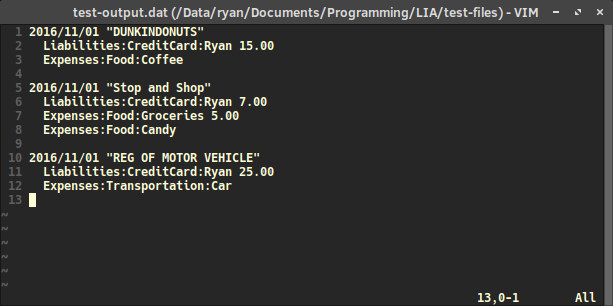 test-output.dat (/Data/ryan/Documents/Programming/LIA/test-files) - VIM
1 2016/11/01 "DUNKINDONUTS"
2   Liabilities:CreditCard:Ryan 15.00
3   Expenses:Food:Coffee
4
5 2016/11/01 "Stop and Shop"
6   Liabilities:CreditCard:Ryan 7.00
7   Expenses:Food:Groceries 5.00
8   Expenses:Food:Candy
9
10 2016/11/01 "REG OF MOTOR VEHICLE"
11   Liabilities:CreditCard:Ryan 25.00
12   Expenses:Transportation:Car
13
~
~
~
~
~
~
13,0-1 All